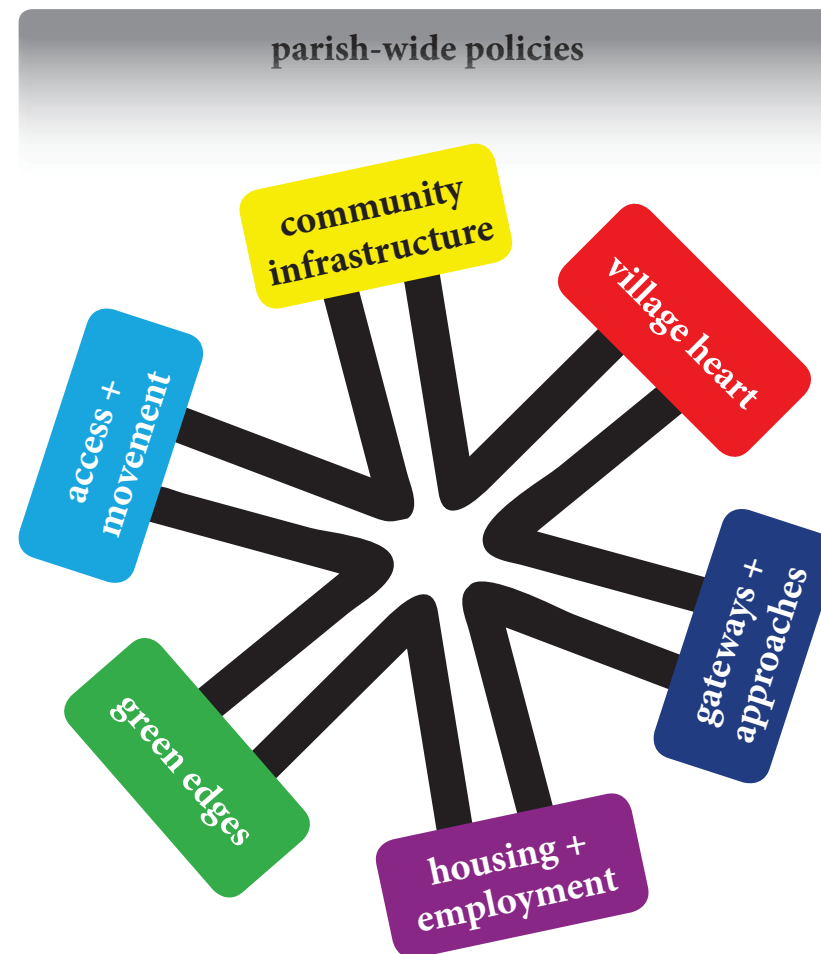 parish-wide policies
community
infrastructure
village heart
access +
movement
gateways +
approaches
green edges
housing +
employment